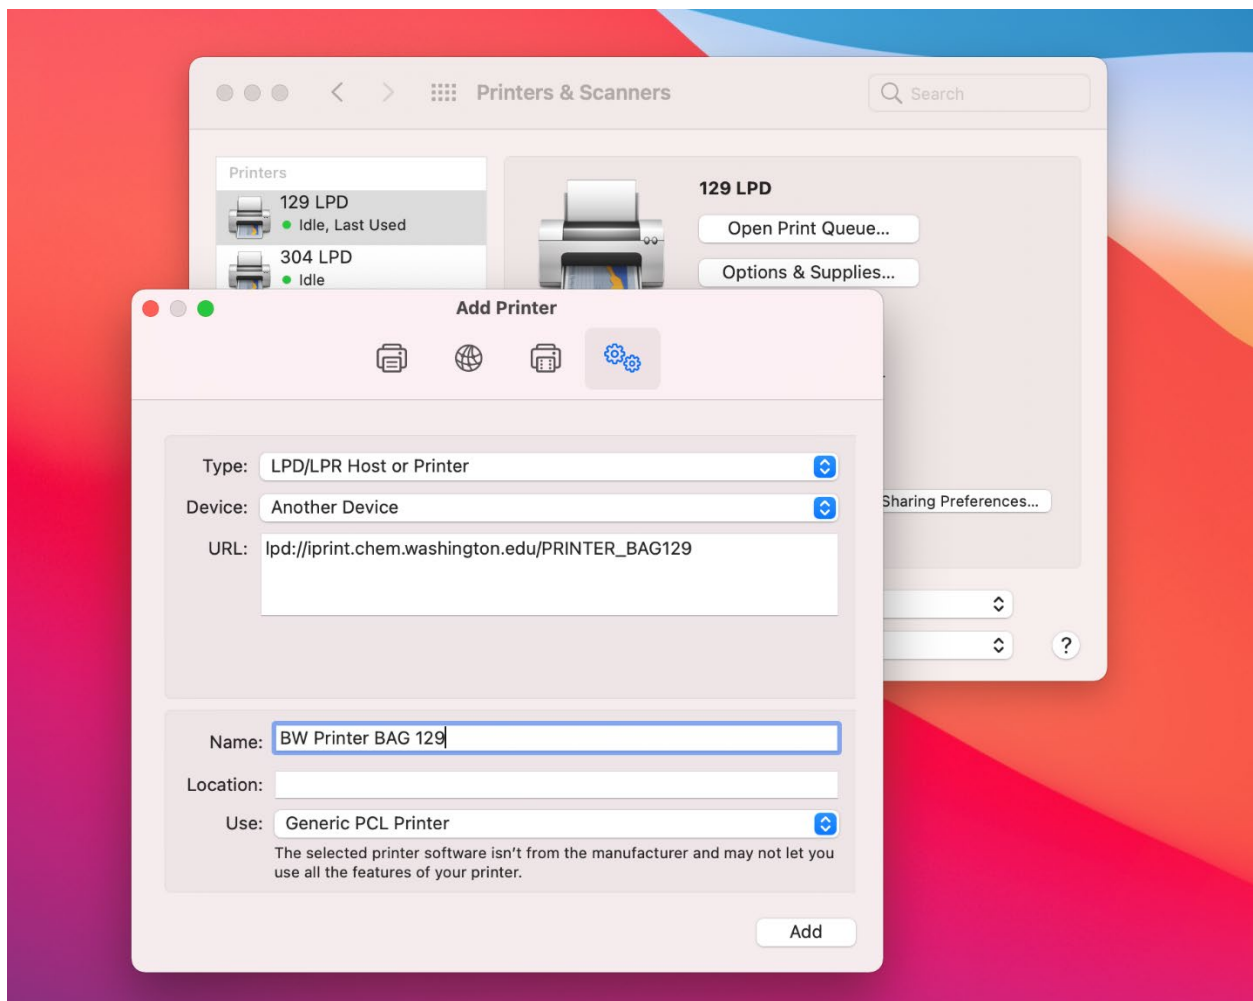 Printers & Scanners
Search
Printers
129 LPD
Idle, Last Used
304 LPD
Idle
129 LPD
Open Print Queue...
Options & Supplies...
Sharing Preferences...
?
Add Printer
Type: LPD/LPR Host or Printer
Device: Another Device
URL: lpd://iprint.chem.washington.edu/PRINTER_BAG129
Name: BW Printer BAG 129
Location:
Use: Generic PCL Printer
The selected printer software isn't from the manufacturer and may not let you
use all the features of your printer.
Add